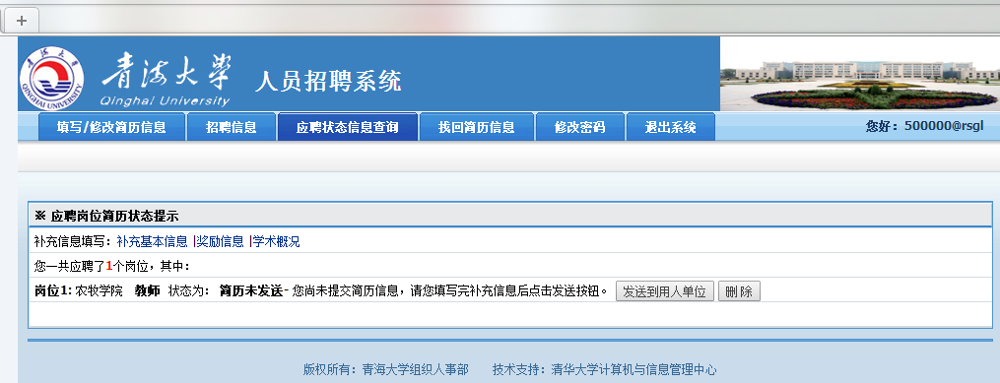 +
青海大学
QINGHAI UNIVERSITY
青海大学
Qinghai University
人员招聘系统
填写/修改简历信息 招聘信息 应聘状态信息查询 找回简历信息 修改密码 退出系统 您好：500000@rsgl
※ 应聘岗位简历状态提示
补充信息填写：补充基本信息 |奖励信息 |学术概况
您一共应聘了1个岗位，其中：
岗位1: 农牧学院 教师 状态为： 简历未发送- 您尚未提交简历信息，请您填写完补充信息后点击发送按钮。 发送到用人单位 删 除
版权所有：青海大学组织人事部 技术支持：清华大学计算机与信息管理中心